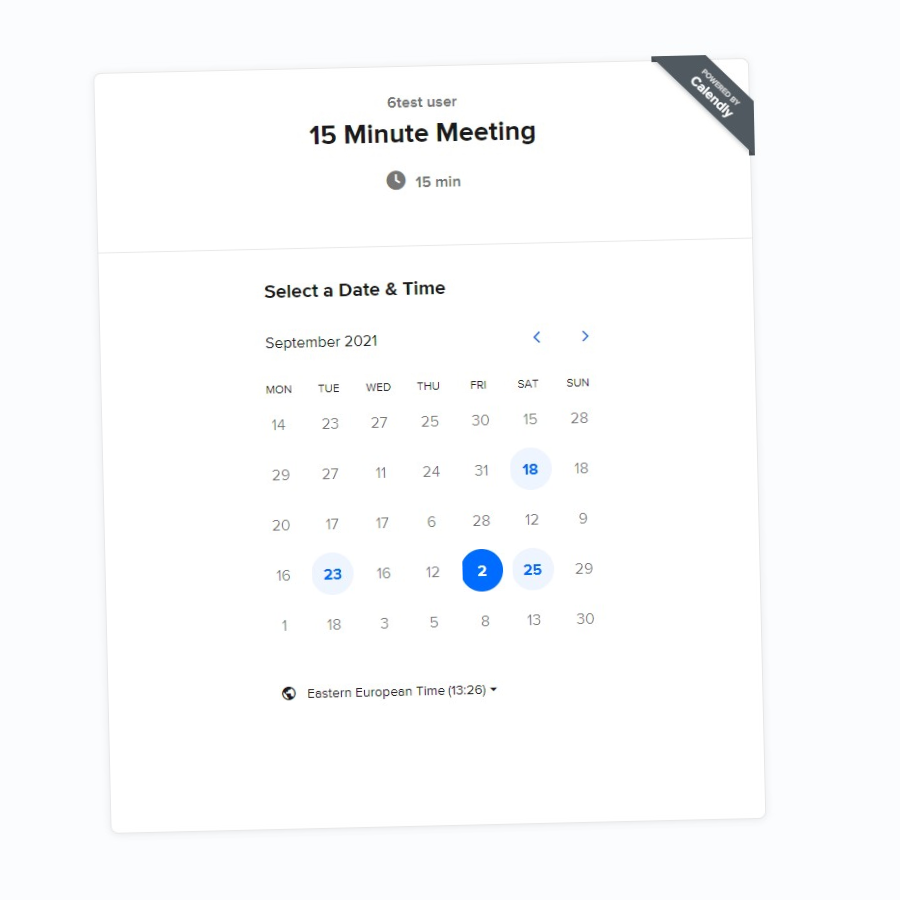 POWERED BY
Calendly
6test user
15 Minute Meeting
15 min
Select a Date & Time
September 2021
MON TUE WED THU FRI SAT SUN
14 23 27 25 30 15 28
29 27 11 24 31 18 18
20 17 17 6 28 12 9
16 23 16 12 2 25 29
1 18 3 5 8 13 30
Eastern European Time (13:26)